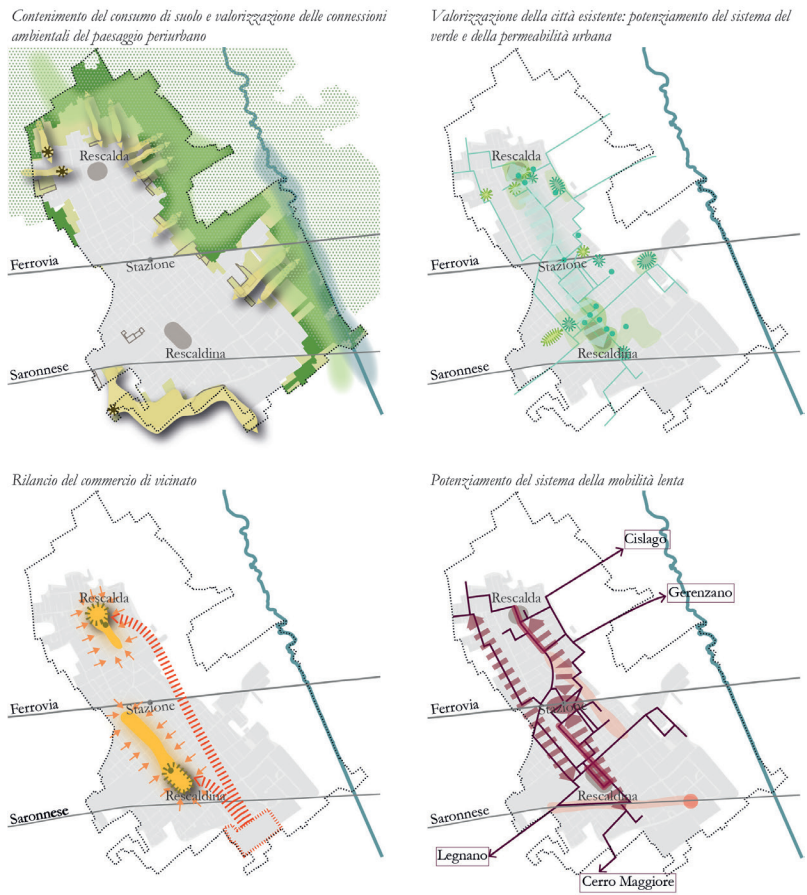 Contenimento del consumo di suolo e valorizzazione delle connessioni
ambientali del paesaggio periurbano
Rescalda
Ferrovia
Stazione
Rescaldina
Saronnese
Valorizzazione della città esistente: potenziamento del sistema del
verde e della permeabilità urbana
Rescalda
Ferrovia
Stazione
Rescaldina
Saronnese
Rilancio del commercio di vicinato
Rescalda
Ferrovia
Stazione
Rescaldina
Saronnese
Potenziamento del sistema della mobilità lenta
Cislago
Rescalda
Gerenzano
Ferrovia
Stazione
Rescaldina
Saronnese
Legnano
Cerro Maggiore